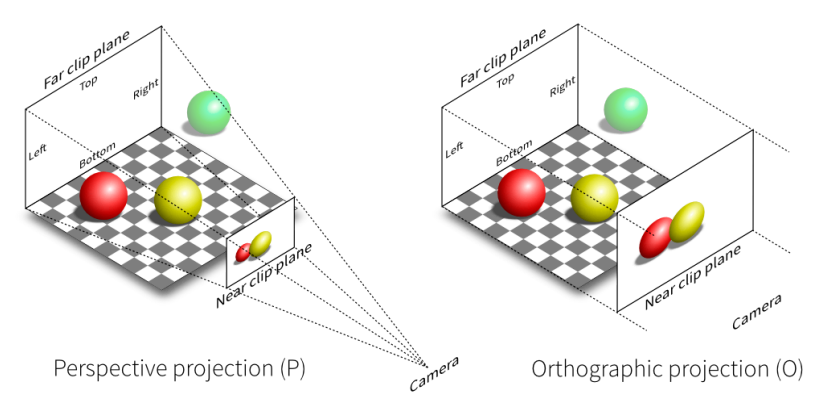 Far clip plane
Top
Right
Left
Bottom
Near clip plane
Camera
Perspective projection (P)
Far clip plane
Top
Right
Left
Bottom
Near clip plane
Camera
Orthographic projection (O)